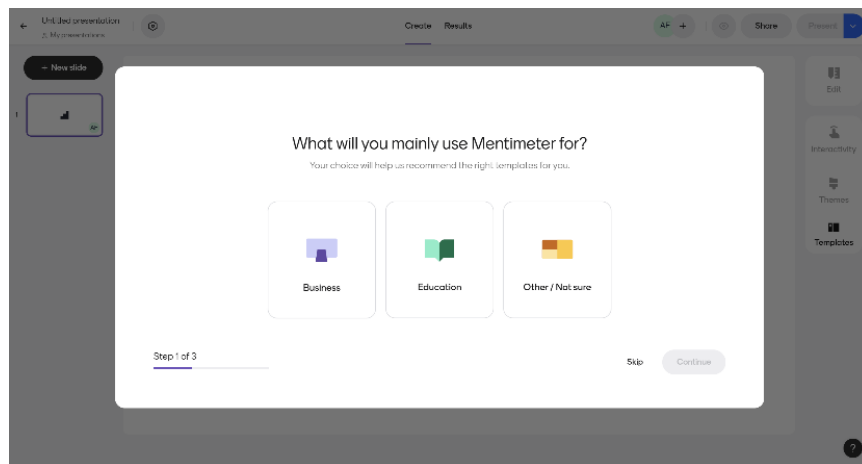 Untitled presentation
My presentations
Create
Results
AF
+
Share
Present
+ New slide
1
AF
Edit
Interactivity
Themes
Templates
What will you mainly use Mentimeter for?
Your choice will help us recommend the right templates for you.
Business
Education
Other / Not sure
Step 1 of 3
Skip
Continue
?